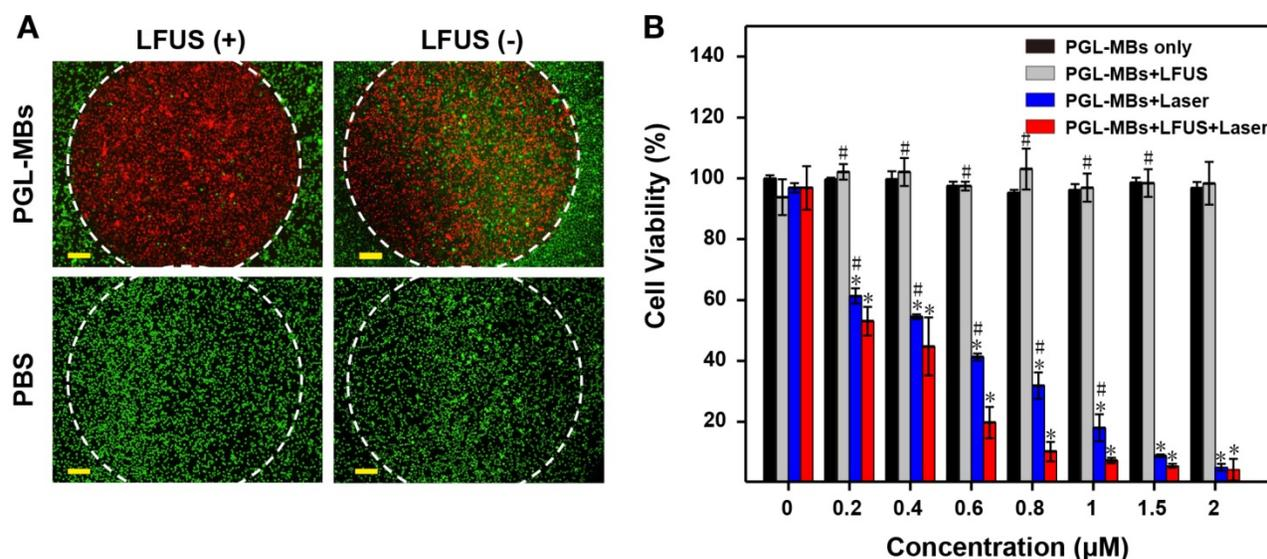 A
LFUS (+)
LFUS (-)
PGL-MBs
PBS
B
140
120
100
80
60
40
20
Cell Viability (%)
PGL-MBs only
PGL-MBs+LFUS
PGL-MBs+Laser
PGL-MBs+LFUS+Laser
# # # # # #
# # # # #
* * * * * * * * * * * * * *
0 0.2 0.4 0.6 0.8 1 1.5 2
Concentration (μM)